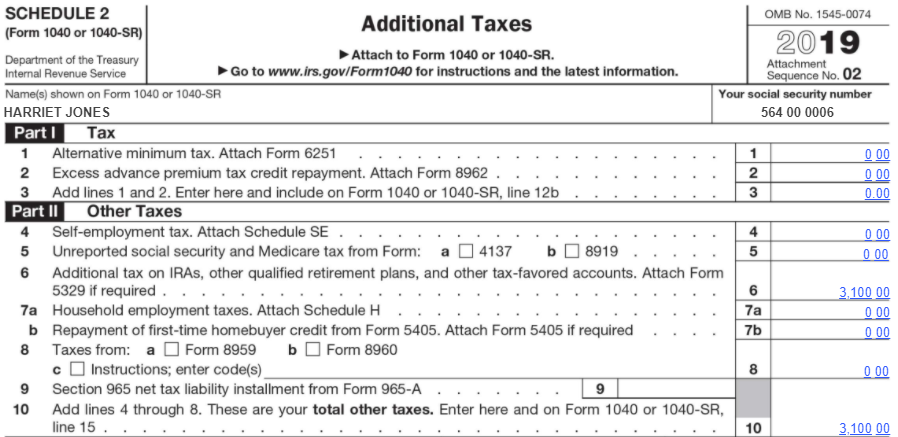 SCHEDULE 2
(Form 1040 or 1040-SR)
Department of the Treasury
Internal Revenue Service
Additional Taxes
▶ Attach to Form 1040 or 1040-SR.
▶ Go to www.irs.gov/Form1040 for instructions and the latest information.
OMB No. 1545-0074
2019
Attachment
Sequence No. 02
Name(s) shown on Form 1040 or 1040-SR Your social security number
HARRIET JONES 564 00 0006
Part I Tax
1 Alternative minimum tax. Attach Form 6251 . . . . . . . . . . . . . . . . . 1 0 00
2 Excess advance premium tax credit repayment. Attach Form 8962 . . . . . . . . . . 2 0 00
3 Add lines 1 and 2. Enter here and include on Form 1040 or 1040-SR, line 12b . . . . . . . 3 0.00
Part II Other Taxes
4 Self-employment tax. Attach Schedule SE . . . . . . . . . . . . . . . . . . 4 0 00
5 Unreported social security and Medicare tax from Form: a ☐ 4137 b ☐ 8919 . . . . . 5 0 00
6 Additional tax on IRAs, other qualified retirement plans, and other tax-favored accounts. Attach Form
5329 if required . . . . . . . . . . . . . . . . . . . . . . . . . . . 6 3,100 00
7a Household employment taxes. Attach Schedule H . . . . . . . . . . . . . . . 7a 0 00
b Repayment of first-time homebuyer credit from Form 5405. Attach Form 5405 if required . . . . 7b 0 00
8 Taxes from: a ☐ Form 8959 b ☐ Form 8960
c ☐ Instructions; enter code(s) 8 0 00
9 Section 965 net tax liability installment from Form 965-A . . . . . . . 9
10 Add lines 4 through 8. These are your total other taxes. Enter here and on Form 1040 or 1040-SR,
line 15 . . . . . . . . . . . . . . . . . . . . . . . . . . . . . . 10 3,100 00